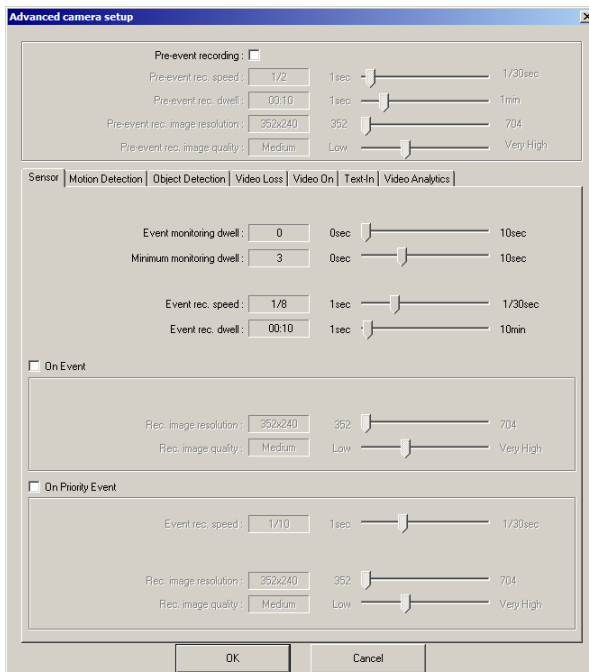 Advanced camera setup
Pre-event recording :
Pre-event rec. speed : 1/2 1sec 1/30sec
Pre-event rec. dwell : 00:10 1sec 1min
Pre-event rec. image resolution : 352x240 352 704
Pre-event rec. image quality : Medium Low Very High
Sensor Motion Detection Object Detection Video Loss Video On Text-In Video Analytics
Event monitoring dwell : 0 0sec 10sec
Minimum monitoring dwell : 3 0sec 10sec
Event rec. speed : 1/8 1sec 1/30sec
Event rec. dwell : 00:10 1sec 10min
On Event
Rec. image resolution : 352x240 352 704
Rec. image quality : Medium Low Very High
On Priority Event
Event rec. speed : 1/10 1sec 1/30sec
Rec. image resolution : 352x240 352 704
Rec. image quality : Medium Low Very High
OK Cancel